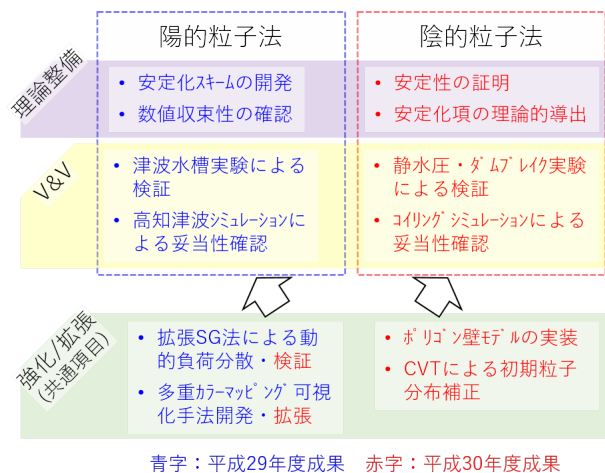 陽的粒子法
陰的粒子法
理論整備
• 安定化ｽｷｰﾑの開発
• 数値収束性の確認
• 安定性の証明
• 安定化項の理論的導出
V&V
• 津波水槽実験による
検証
• 高知津波ｼﾐｭﾚｰｼｮﾝに
よる妥当性確認
• 静水圧・ﾀﾞﾑﾌﾞﾚｲｸ実験
による検証
• ｺｲﾘﾝｸﾞｼﾐｭﾚｰｼｮﾝによる
妥当性確認
強化/拡張
(共通項目)
• 拡張SG法による動
的負荷分散・検証
• 多重ｶﾗｰﾏｯﾋﾟﾝｸﾞ可視
化手法開発・拡張
• ﾎﾟﾘｺﾞﾝ壁ﾓﾃﾞﾙの実装
• CVTによる初期粒子
分布補正
青字：平成29年度成果 赤字：平成30年度成果